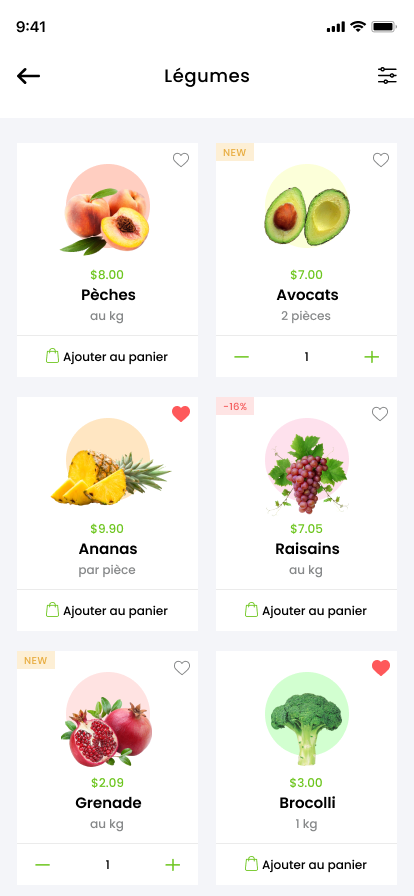 9:41
Légumes
$8.00
Pèches
au kg
Ajouter au panier
NEW
$7.00
Avocats
2 pièces
1
$9.90
Ananas
par pièce
Ajouter au panier
-16%
$7.05
Raisains
au kg
Ajouter au panier
NEW
$2.09
Grenade
au kg
1
$3.00
Brocolli
1 kg
Ajouter au panier